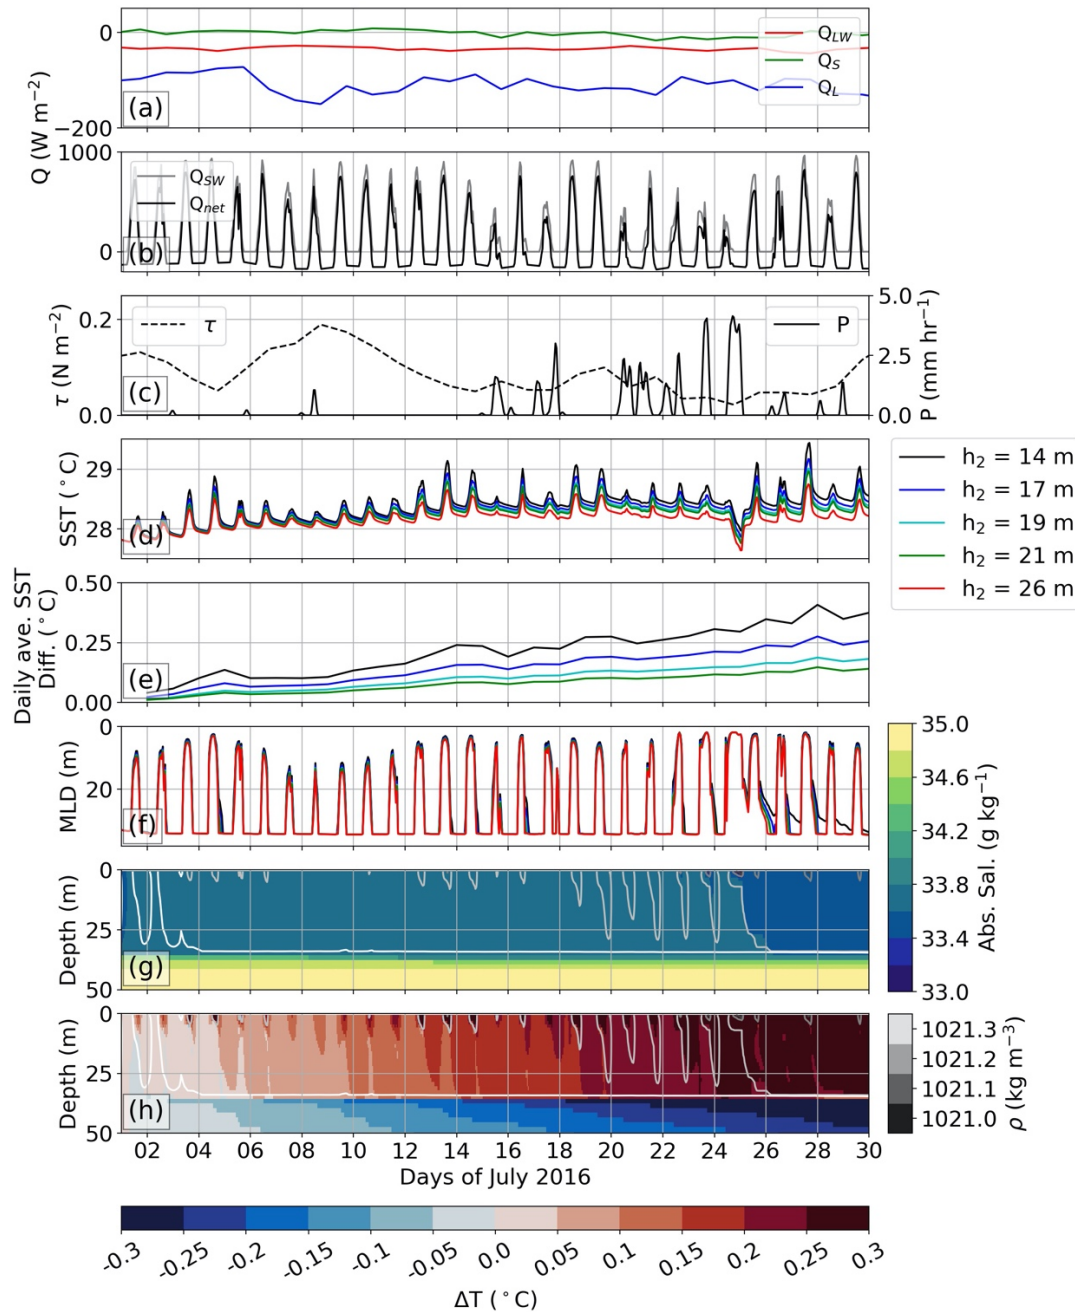 0
−200
Q (W m⁻²)
(a)
Q_LW
Q_S
Q_L
1000
0
Q_SW
Q_net
(b)
0.2
0.0
τ (N m⁻²)
τ
P
5.0
2.5
0.0
P (mm hr⁻¹)
(c)
29
28
SST (°C)
(d)
h₂ = 14 m
h₂ = 17 m
h₂ = 19 m
h₂ = 21 m
h₂ = 26 m
0.50
0.25
0.00
Daily ave. SST
Diff. (°C)
(e)
0
20
MLD (m)
(f)
35.0
34.6
34.2
33.8
33.4
33.0
Abs. Sal. (g kg⁻¹)
0
25
50
Depth (m)
(g)
0
25
50
Depth (m)
(h)
1021.3
1021.2
1021.1
1021.0
ρ (kg m⁻³)
02 04 06 08 10 12 14 16 18 20 22 24 26 28 30
Days of July 2016
-0.3 -0.25 -0.2 -0.15 -0.1 -0.05 0.0 0.05 0.1 0.15 0.2 0.25 0.3
ΔT (°C)